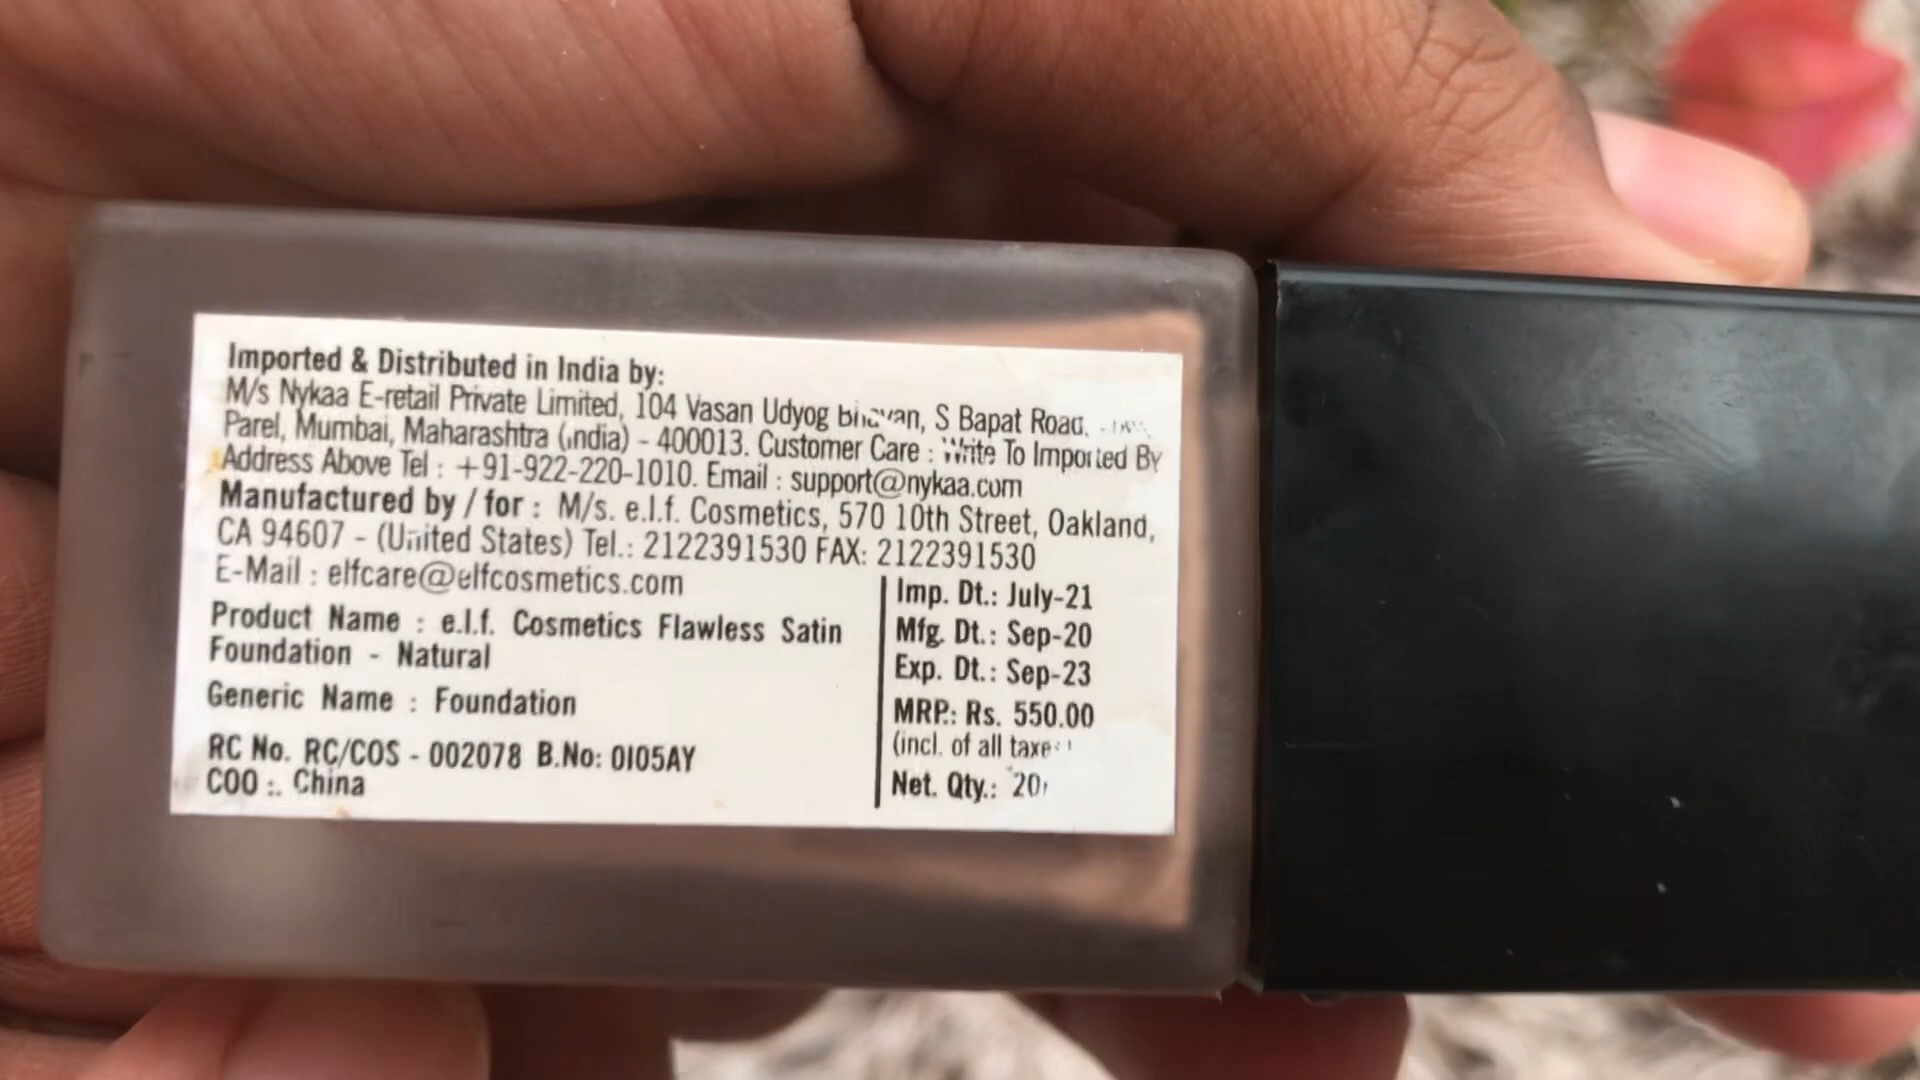 Imported & Distributed in India by:
M/s Nykaa E-retail Private Limited, 104 Vasan Udyog Bhavan, S Bapat Road,
Parel, Mumbai, Maharashtra (India) - 400013. Customer Care : Write To Imported By
Address Above Tel : +91-922-220-1010. Email : support@nykaa.com
Manufactured by / for : M/s. e.l.f. Cosmetics, 570 10th Street, Oakland,
CA 94607 - (United States) Tel.: 2122391530 FAX: 2122391530
E-Mail : elfcare@elfcosmetics.com
Product Name : e.l.f. Cosmetics Flawless Satin
Foundation - Natural
Generic Name : Foundation
RC No. RC/COS - 002078 B.No: 0I05AY
COO :. China
Imp. Dt.: July-21
Mfg. Dt.: Sep-20
Exp. Dt.: Sep-23
MRP.: Rs. 550.00
(incl. of all taxes)
Net. Qty.: 20